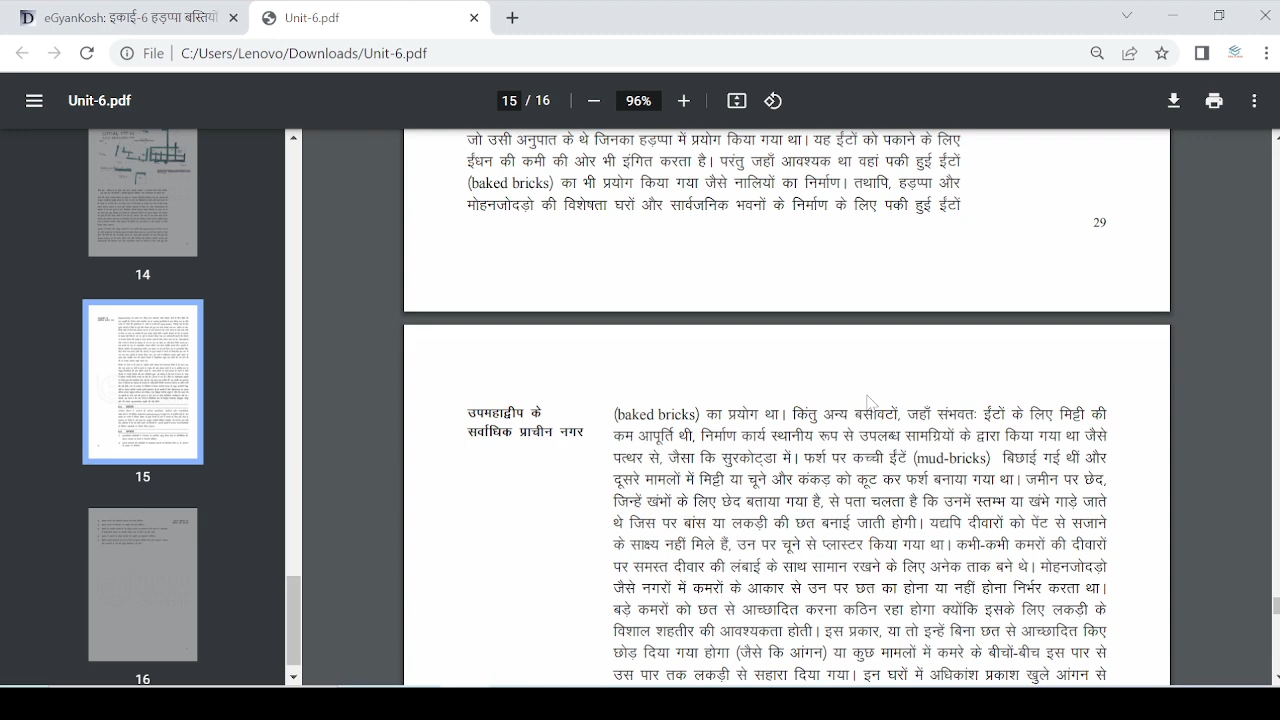 eGyanKosh: इकाई-6 हड़प्पा बस्तियों
Unit-6.pdf
File
C:/Users/Lenovo/Downloads/Unit-6.pdf
Unit-6.pdf
15 / 16
96%
14
15
16
जो उसी अनुपात के थे जिनका हड़प्पा में प्रयोग किया गया था। यह ईंटों को पकाने के लिए
ईंधन की कमी की ओर भी इंगित करता है। परंतु जहाँ आवश्यक था वहां पकी हुई ईंटों
(baked bricks) का भी प्रयोग किया गया जैसे नालियों का निर्माण। तथापि, हड़प्पा और
मोहनजोदड़ो की विशेषता घरों और सार्वजनिक भवनों के निर्माण के लिए पकी हुई ईंटों
29
उपमहाद्वीप के
सर्वाधिक प्राचीन नगर
(baked bricks) का प्रयोग था। किंतु अन्य बसावटों, जहाँ संभवतः ईंटों के लिए मिट्टी की
कम आपूर्ति थी, निर्माण कार्य स्थानीय रूप से उपलब्ध सामग्रियों के द्वारा किया गया था जैसे
पत्थर से, जैसा कि सुरकोट्डा में। फर्श पर कच्ची ईंटें (mud-bricks) बिछाई गई थीं और
दूसरे मामलों में मिट्टी या चूने और कंकड़ को कूट कर फर्श बनाया गया था। जमीन पर छेद,
जिन्हें खंभों के लिए छेद बताया गया है, से पता चलता है कि उनमें स्तम्भ या खंभे गाड़े जाते
थे जिस पर बांस या लकड़ी की छत बनाई जाती होगी। यद्यपि दीवारों को पेंट से सजाने
के साक्ष्य नहीं मिले हैं, उन पर चूने से प्लास्टर किया गया था। कभी-कभी कमरों की दीवारों
पर समस्त दीवार की लंबाई के साथ सामान रखने के लिए अनेक ताक बने थे। मोहनजोदड़ो
जैसे नगरों में कमरों के आकार से उन पर छत का होना या नहीं होना निर्भर करता था।
बड़े कमरों को छत से आच्छादित करना कठिन रहा होगा क्योंकि इसके लिए लकड़ी के
विशाल शहतीर की आवश्यकता होती। इस प्रकार, या तो इन्हें बिना छत से आच्छादित किए
छोड़ दिया गया होगा (जैसे कि आंगन) या कुछ मामलों में कमरे के बीचों-बीच इस पार से
उस पार तक लकड़ी से सहारा दिया गया। इन घरों में अधिकांश प्रकाश खुले आंगन से